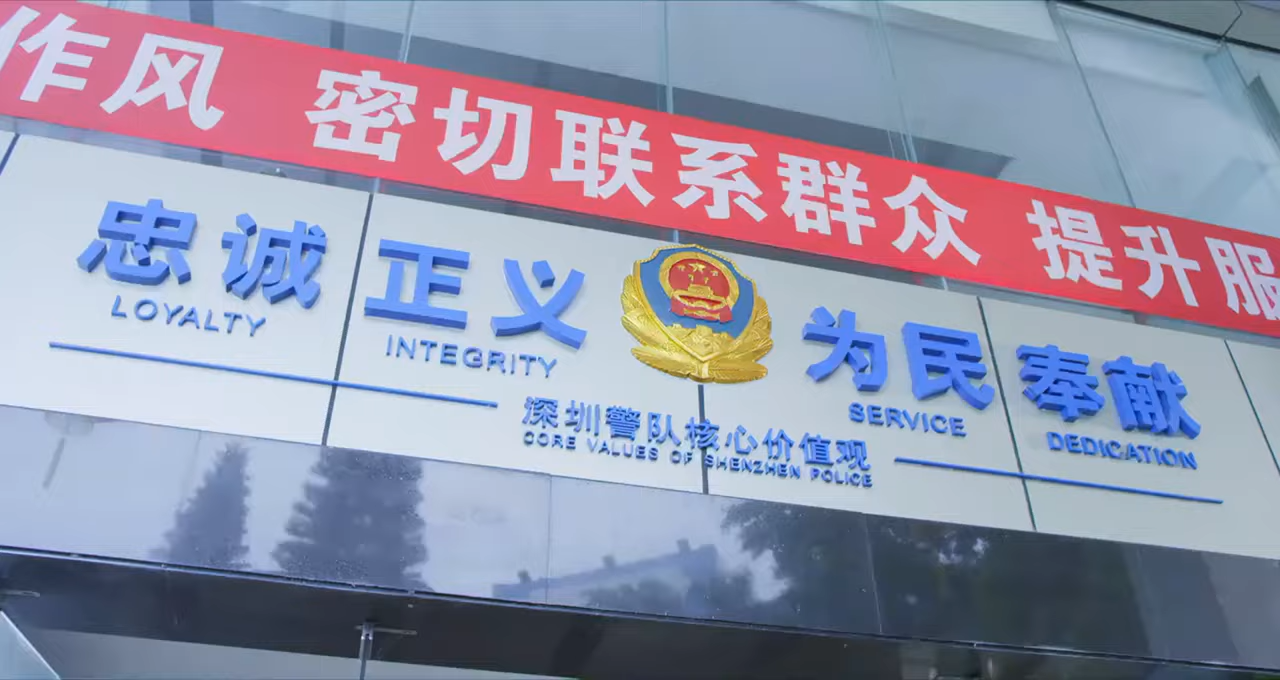 作风 密切联系群众 提升服
忠诚 正义 为民 奉献
LOYALTY INTEGRITY SERVICE DEDICATION
深圳警队核心价值观
CORE VALUES OF SHENZHEN POLICE